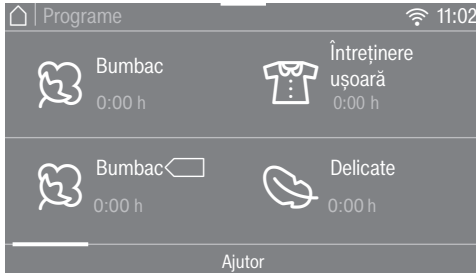 Programe
11:02
Bumbac
0:00 h
Întreținere
ușoară
0:00 h
Bumbac
0:00 h
Delicate
0:00 h
Ajutor